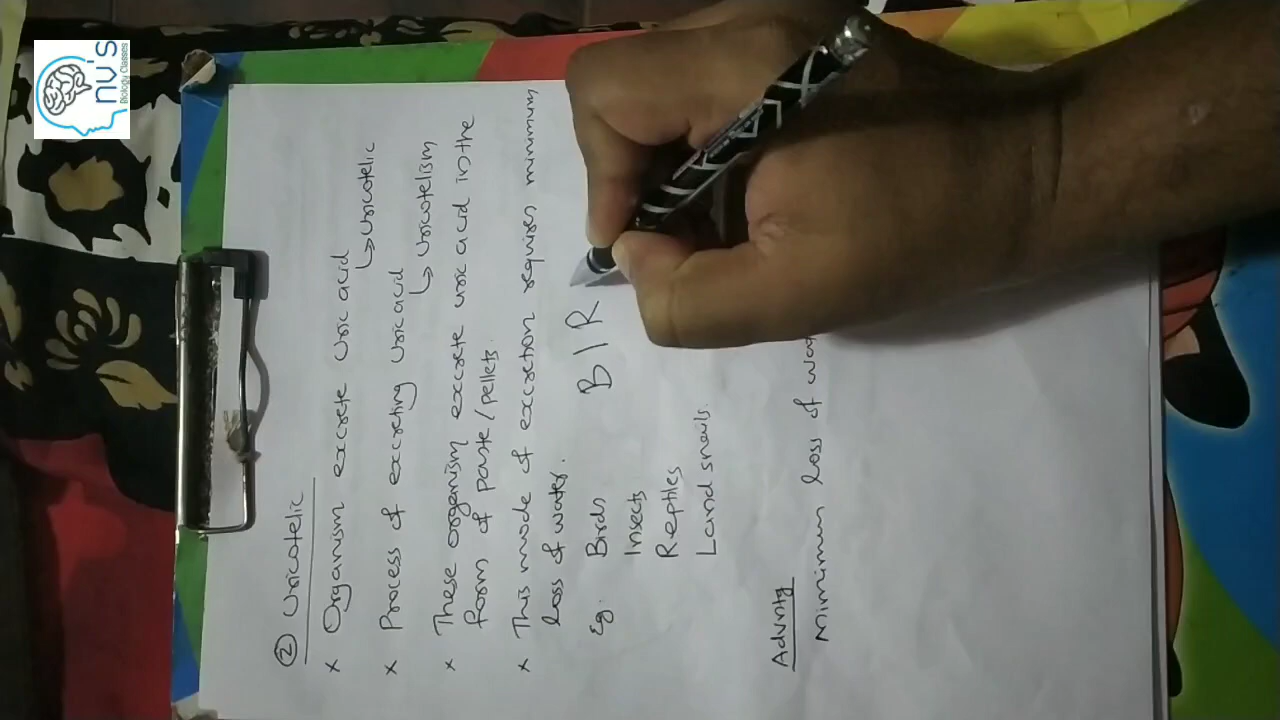 nv's
Biology Classes
② Uricotelic
x Organism excrete Uric acid
↳ Uricotelic
x Process of excreting Uric acid
↳ Uricotelism
x These organism excrete uric acid in the
form of paste/pellets.
x This mode of excretion requires minimum
loss of water.
Eg. Birds B I R
Insects
Reptiles
Land snails.
Advntg
Minimum loss of wat